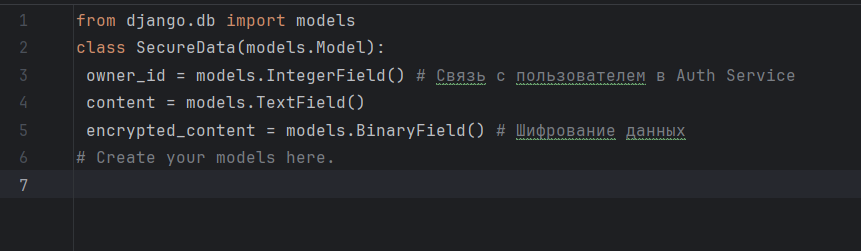 1 from django.db import models
2 class SecureData(models.Model):
3  owner_id = models.IntegerField() # Связь с пользователем в Auth Service
4  content = models.TextField()
5  encrypted_content = models.BinaryField() # Шифрование данных
6 # Create your models here.
7